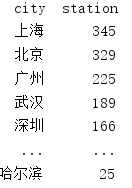 city station
上海 345
北京 329
广州 225
武汉 189
深圳 166
... ...
哈尔滨 25